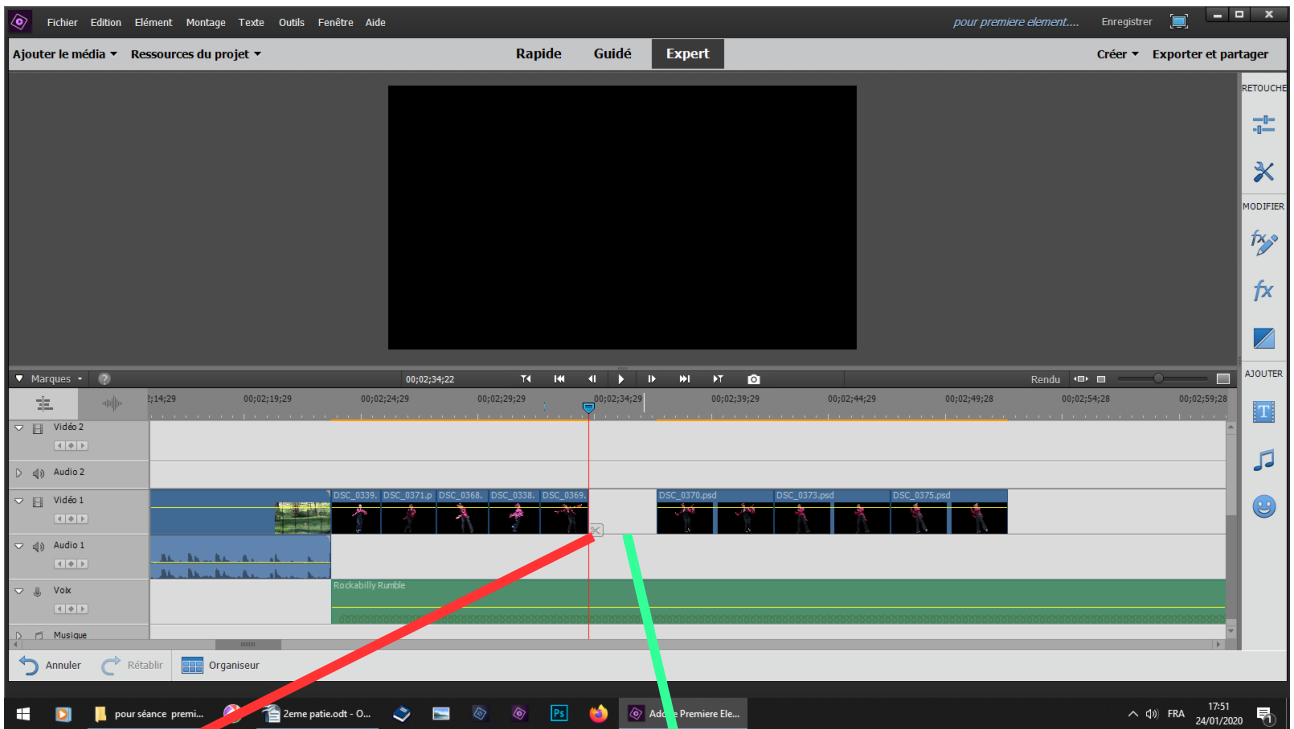 Fichier Edition Elément Montage Texte Outils Fenêtre Aide pour premiere element.... Enregistrer
Ajouter le média Ressources du projet Rapide Guidé Expert Créer Exporter et partager
RETOUCHE
MODIFIER
fx
fx
Marques ? 00;02;34;22 Rendu
AJOUTER
;14;29 00;02;19;29 00;02;24;29 00;02;29;29 00;02;34;29 00;02;39;29 00;02;44;29 00;02;49;28 00;02;54;28 00;02;59;28
T
Vidéo 2
Audio 2
Vidéo 1 DSC_0339. DSC_0371.p DSC_0368. DSC_0338. DSC_0369. DSC_0370.psd DSC_0373.psd DSC_0375.psd
Audio 1
Voix Rockabilly Rumble
Musique
Annuler Rétablir Organiseur
pour séance premi... 2eme patie.odt - O... Ps Adobe Premiere Ele... FRA 17:51
24/01/2020